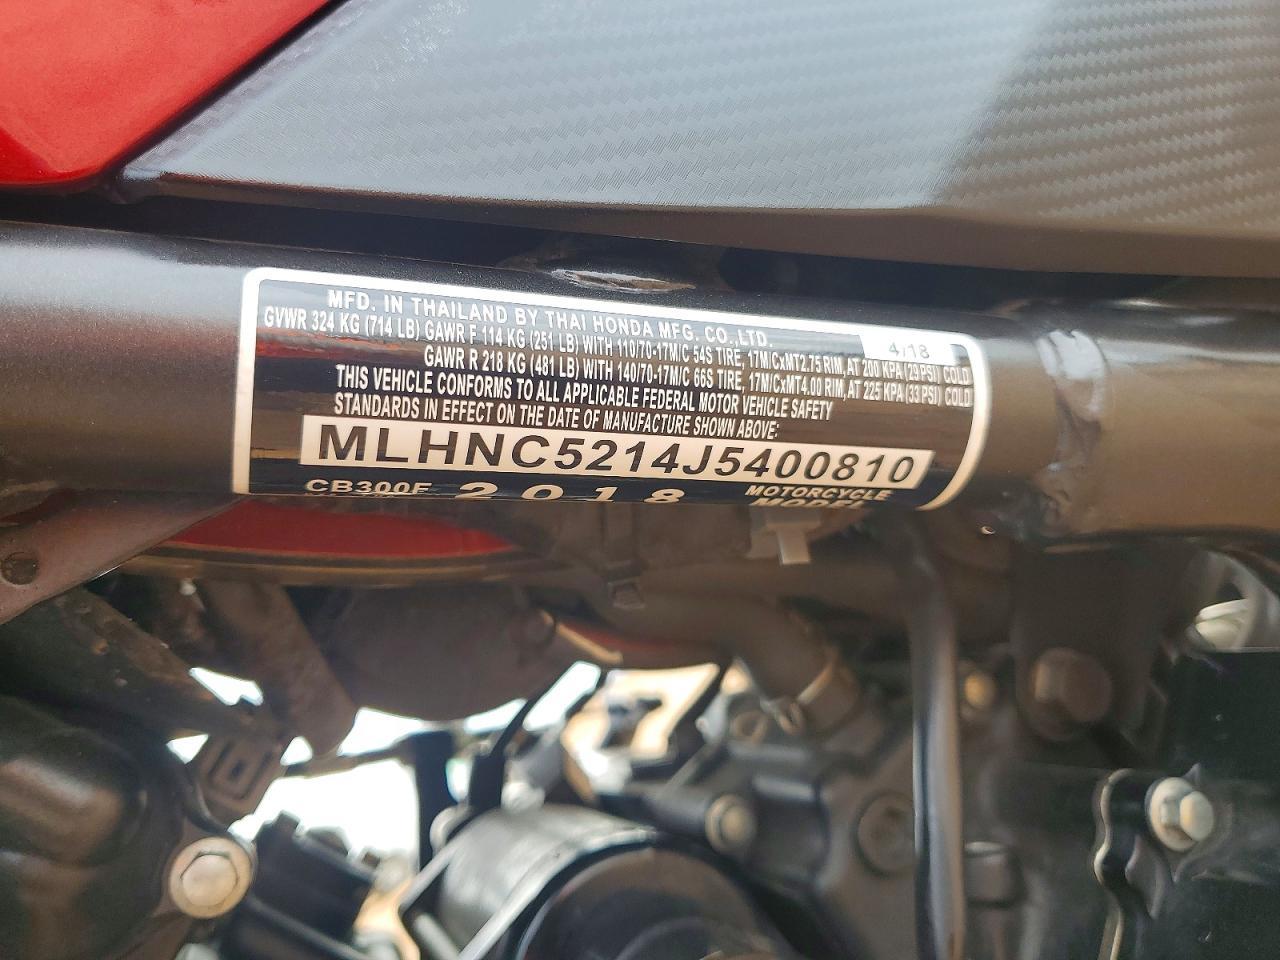 MFD. IN THAILAND BY THAI HONDA MFG. CO.,LTD. 4/18
GVWR 324 KG (714 LB) GAWR F 114 KG (251 LB) WITH 110/70-17M/C 54S TIRE, 17M/CxMT2.75 RIM, AT 200 KPA (29 PSI) COLD
GAWR R 218 KG (481 LB) WITH 140/70-17M/C 66S TIRE, 17M/CxMT4.00 RIM, AT 225 KPA (33 PSI) COLD
THIS VEHICLE CONFORMS TO ALL APPLICABLE FEDERAL MOTOR VEHICLE SAFETY
STANDARDS IN EFFECT ON THE DATE OF MANUFACTURE SHOWN ABOVE:
MLHNC5214J5400810
CB300F 2018 MOTORCYCLE
MODEL